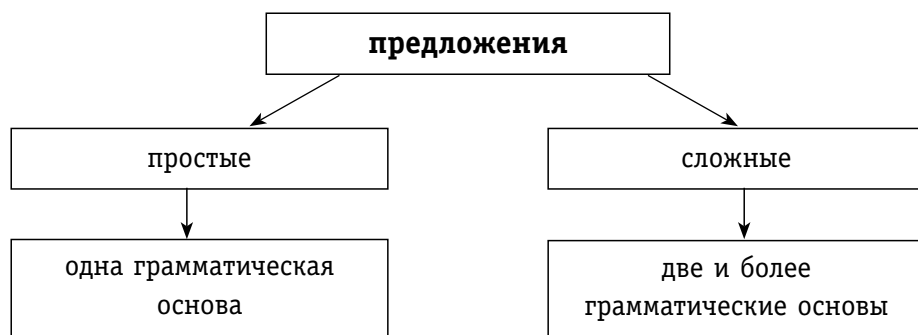 предложения
простые
сложные
одна грамматическая
основа
две и более
грамматические основы